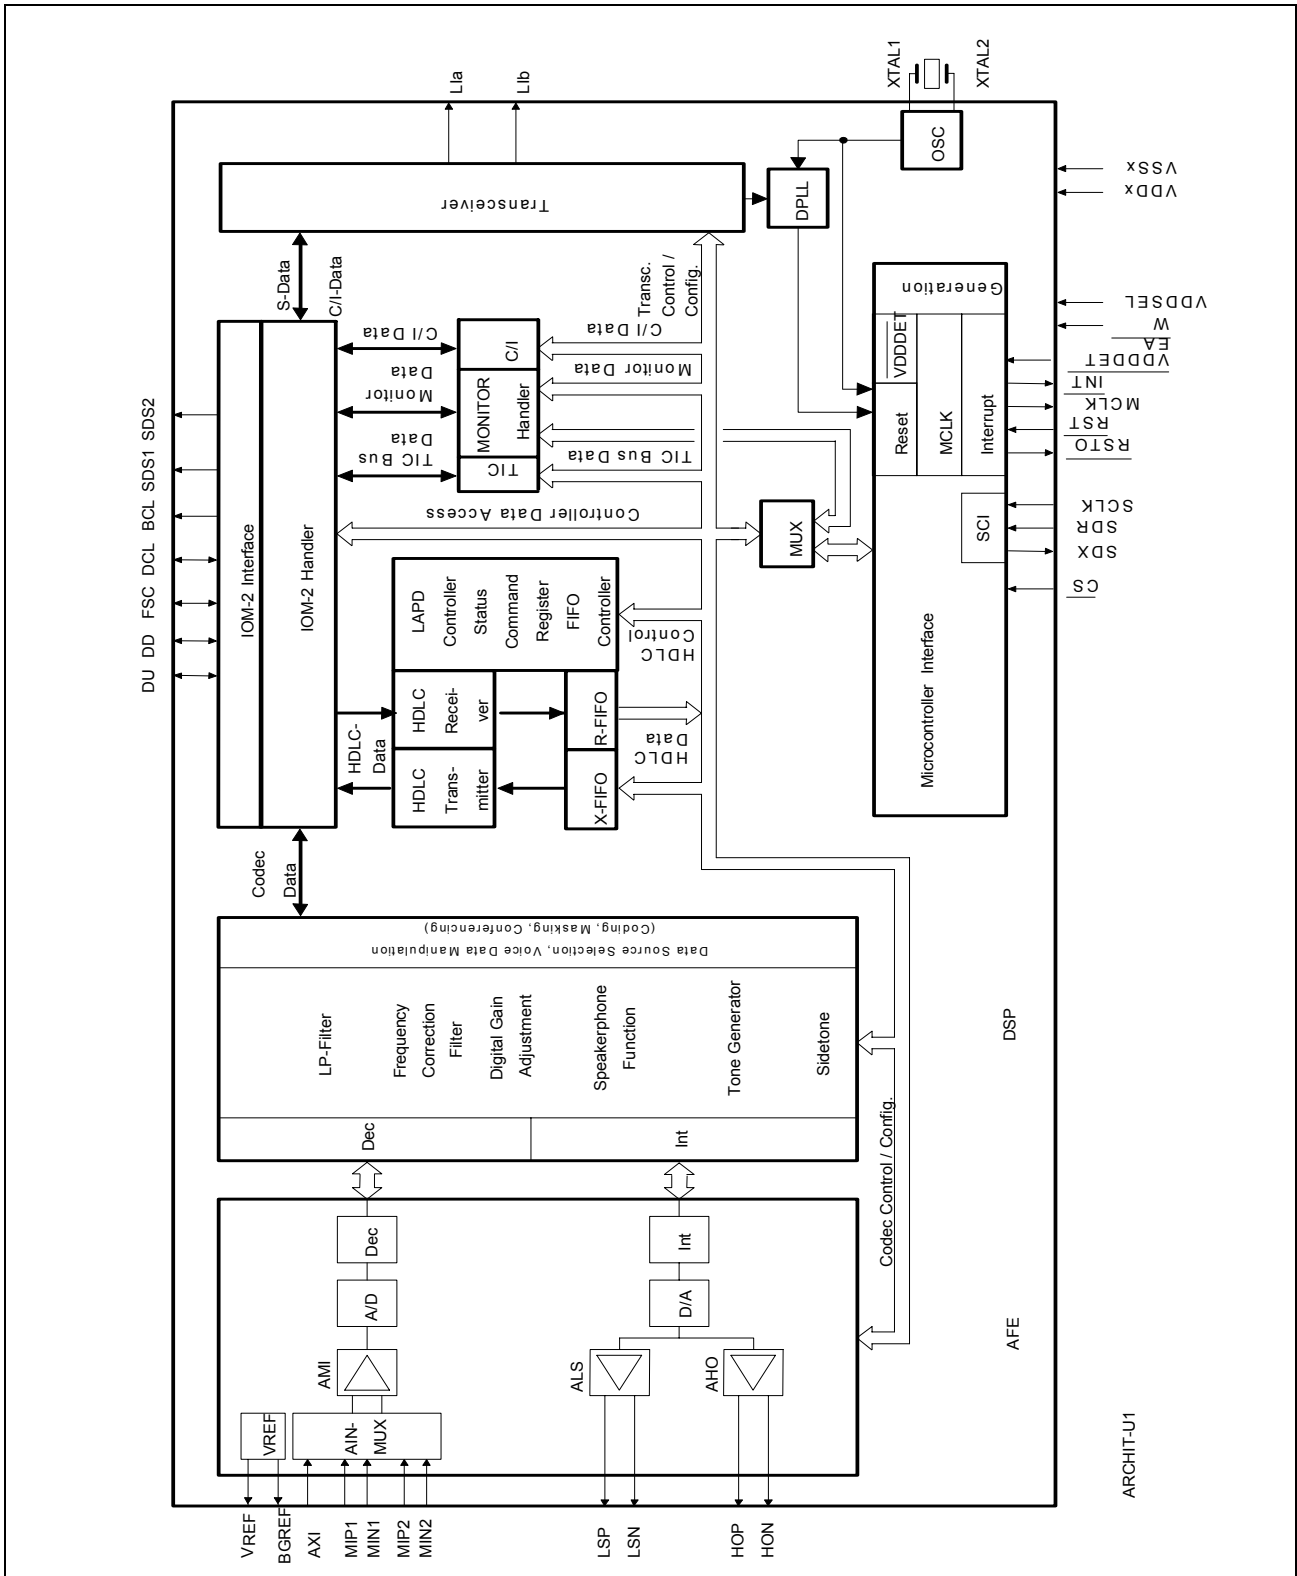 XTAL1
XTAL2
LIa
LIb
OSC
VSSx
VDDx
Transceiver
DPLL
S-Data
C/I-Data
Transc.
Control /
Config.
C/I Data
C/I
C/I Data
Monitor
Data
MONITOR
Handler
Monitor Data
TIC Bus
Data
TIC
TIC Bus Data
Controller Data Access
MUX
SDS2
SDS1
BCL
DCL
FSC
DD
DU
IOM-2 Interface
IOM-2 Handler
LAPD
Controller
Status
Command
Register
FIFO
Controller
HDLC
Control
HDLC-
Data
HDLC
Recei-
ver
R-FIFO
HDLC
Data
HDLC
Trans-
mitter
X-FIFO
Generation
VDDDET
Reset
MCLK
Interrupt
SCI
Microcontroller Interface
VDDSEL
W
EA
VDDDET
INT
MCLK
RST
RSTO
SCLK
SDR
SDX
CS
Codec
Data
Data Source Selection, Voice Data Manipulation
(Coding, Masking, Conferencing)
LP-Filter
Frequency
Correction
Filter
Digital Gain
Adjustment
Speakerphone
Function
Tone Generator
Sidetone
DSP
Dec
Int
Codec Control / Config.
Dec
A/D
AMI
AIN-
MUX
VREF
Int
D/A
ALS
AHO
AFE
VREF
BGREF
AXI
MIP1
MIN1
MIP2
MIN2
LSP
LSN
HOP
HON
ARCHIT-U1